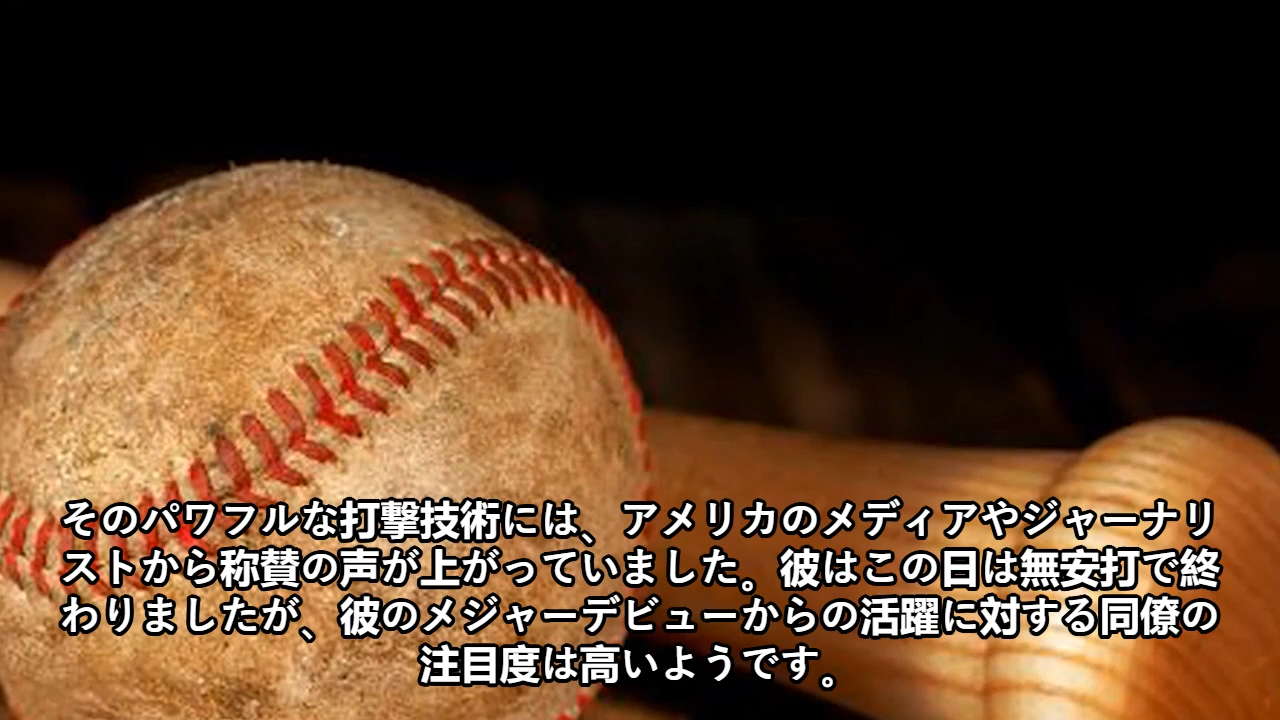 そのパワフルな打撃技術には、アメリカのメディアやジャーナリ
ストから称賛の声が上がっていました。彼はこの日は無安打で終
わりましたが、彼のメジャーデビューからの活躍に対する同僚の
注目度は高いようです。